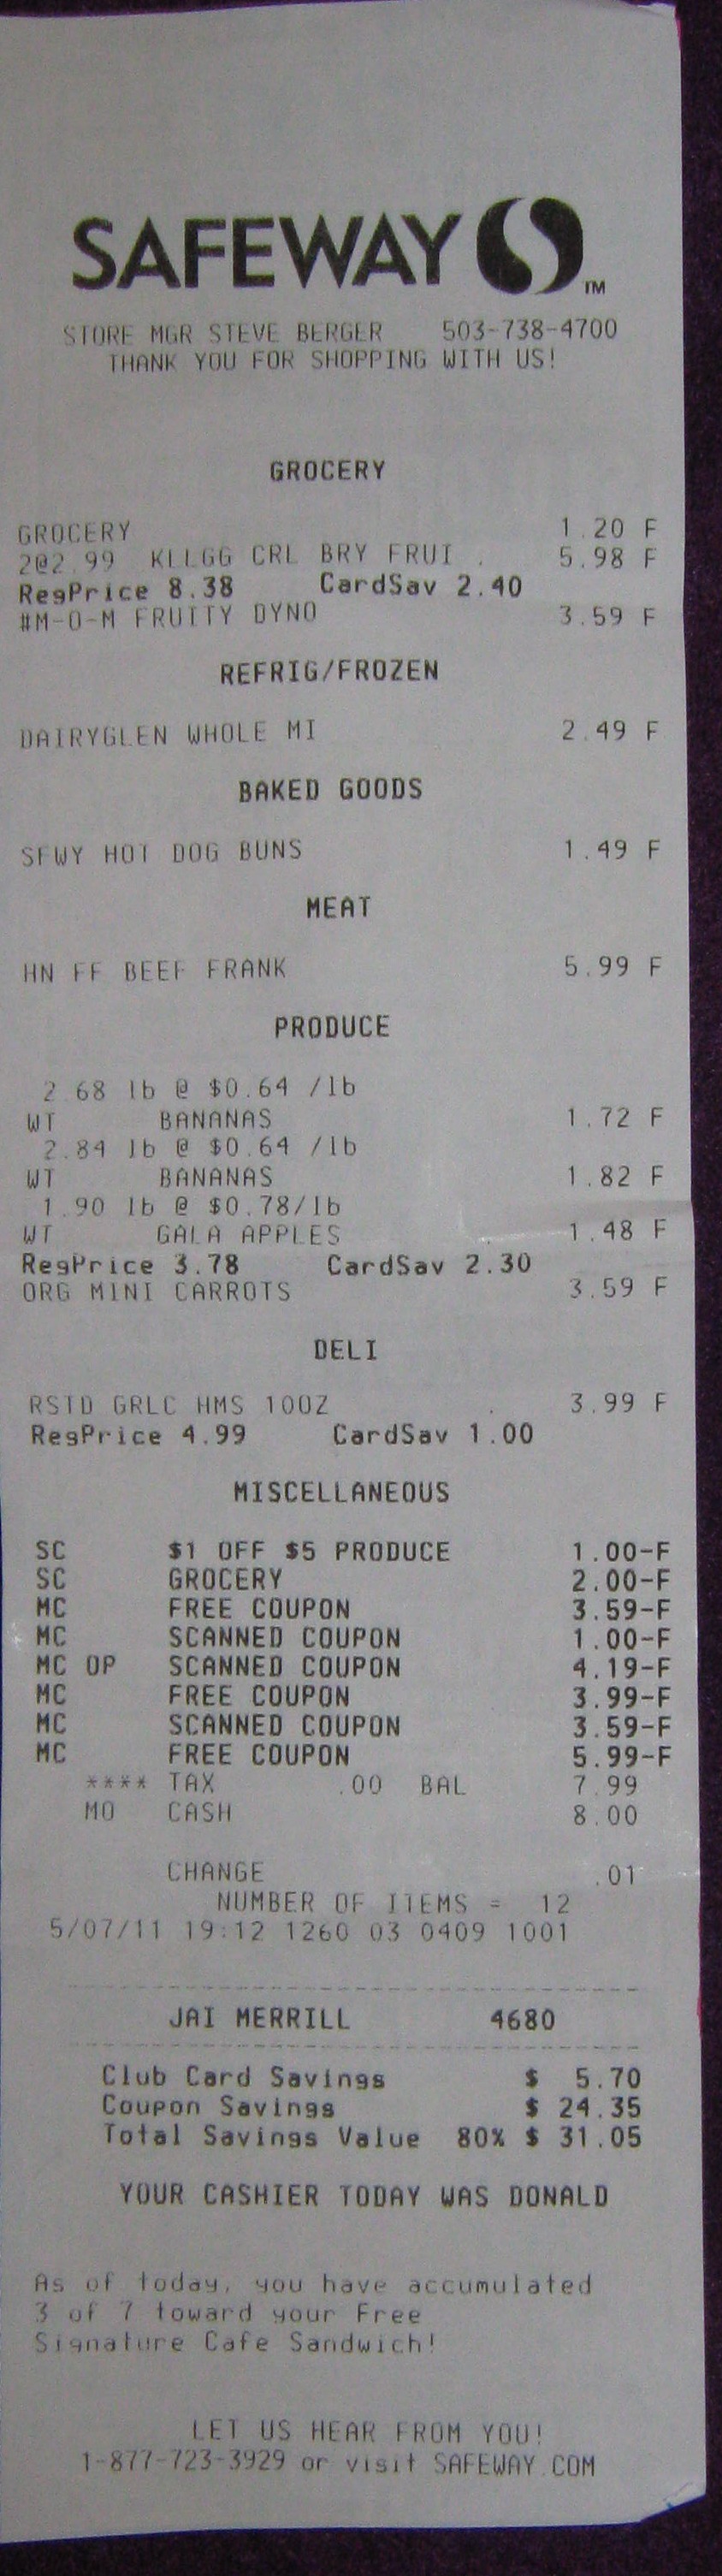 SAFEWAY TM
STORE MGR STEVE BERGER 503-738-4700
THANK YOU FOR SHOPPING WITH US!
GROCERY
GROCERY 1.20 F
2@2.99 KLLGG CRL BRY FRUI . 5.98 F
RegPrice 8.38 CardSav 2.40
#M-O-M FRUITY DYNO 3.59 F
REFRIG/FROZEN
DAIRYGLEN WHOLE MI 2.49 F
BAKED GOODS
SFWY HOT DOG BUNS 1.49 F
MEAT
HN FF BEEF FRANK 5.99 F
PRODUCE
2.68 lb @ $0.64 /lb
WT BANANAS 1.72 F
2.84 lb @ $0.64 /lb
WT BANANAS 1.82 F
1.90 lb @ $0.78/lb
WT GALA APPLES 1.48 F
RegPrice 3.78 CardSav 2.30
ORG MINI CARROTS 3.59 F
DELI
RSTD GRLC HMS 10OZ . 3.99 F
RegPrice 4.99 CardSav 1.00
MISCELLANEOUS
SC $1 OFF $5 PRODUCE 1.00-F
SC GROCERY 2.00-F
MC FREE COUPON 3.59-F
MC SCANNED COUPON 1.00-F
MC OP SCANNED COUPON 4.19-F
MC FREE COUPON 3.99-F
MC SCANNED COUPON 3.59-F
MC FREE COUPON 5.99-F
**** TAX .00 BAL 7.99
MO CASH 8.00
CHANGE .01
NUMBER OF ITEMS = 12
5/07/11 19:12 1260 03 0409 1001
JAI MERRILL 4680
Club Card Savings $ 5.70
Coupon Savings $ 24.35
Total Savings Value 80% $ 31.05
YOUR CASHIER TODAY WAS DONALD
As of today, you have accumulated
3 of 7 toward your Free
Signature Cafe Sandwich!
LET US HEAR FROM YOU!
1-877-723-3929 or visit SAFEWAY.COM